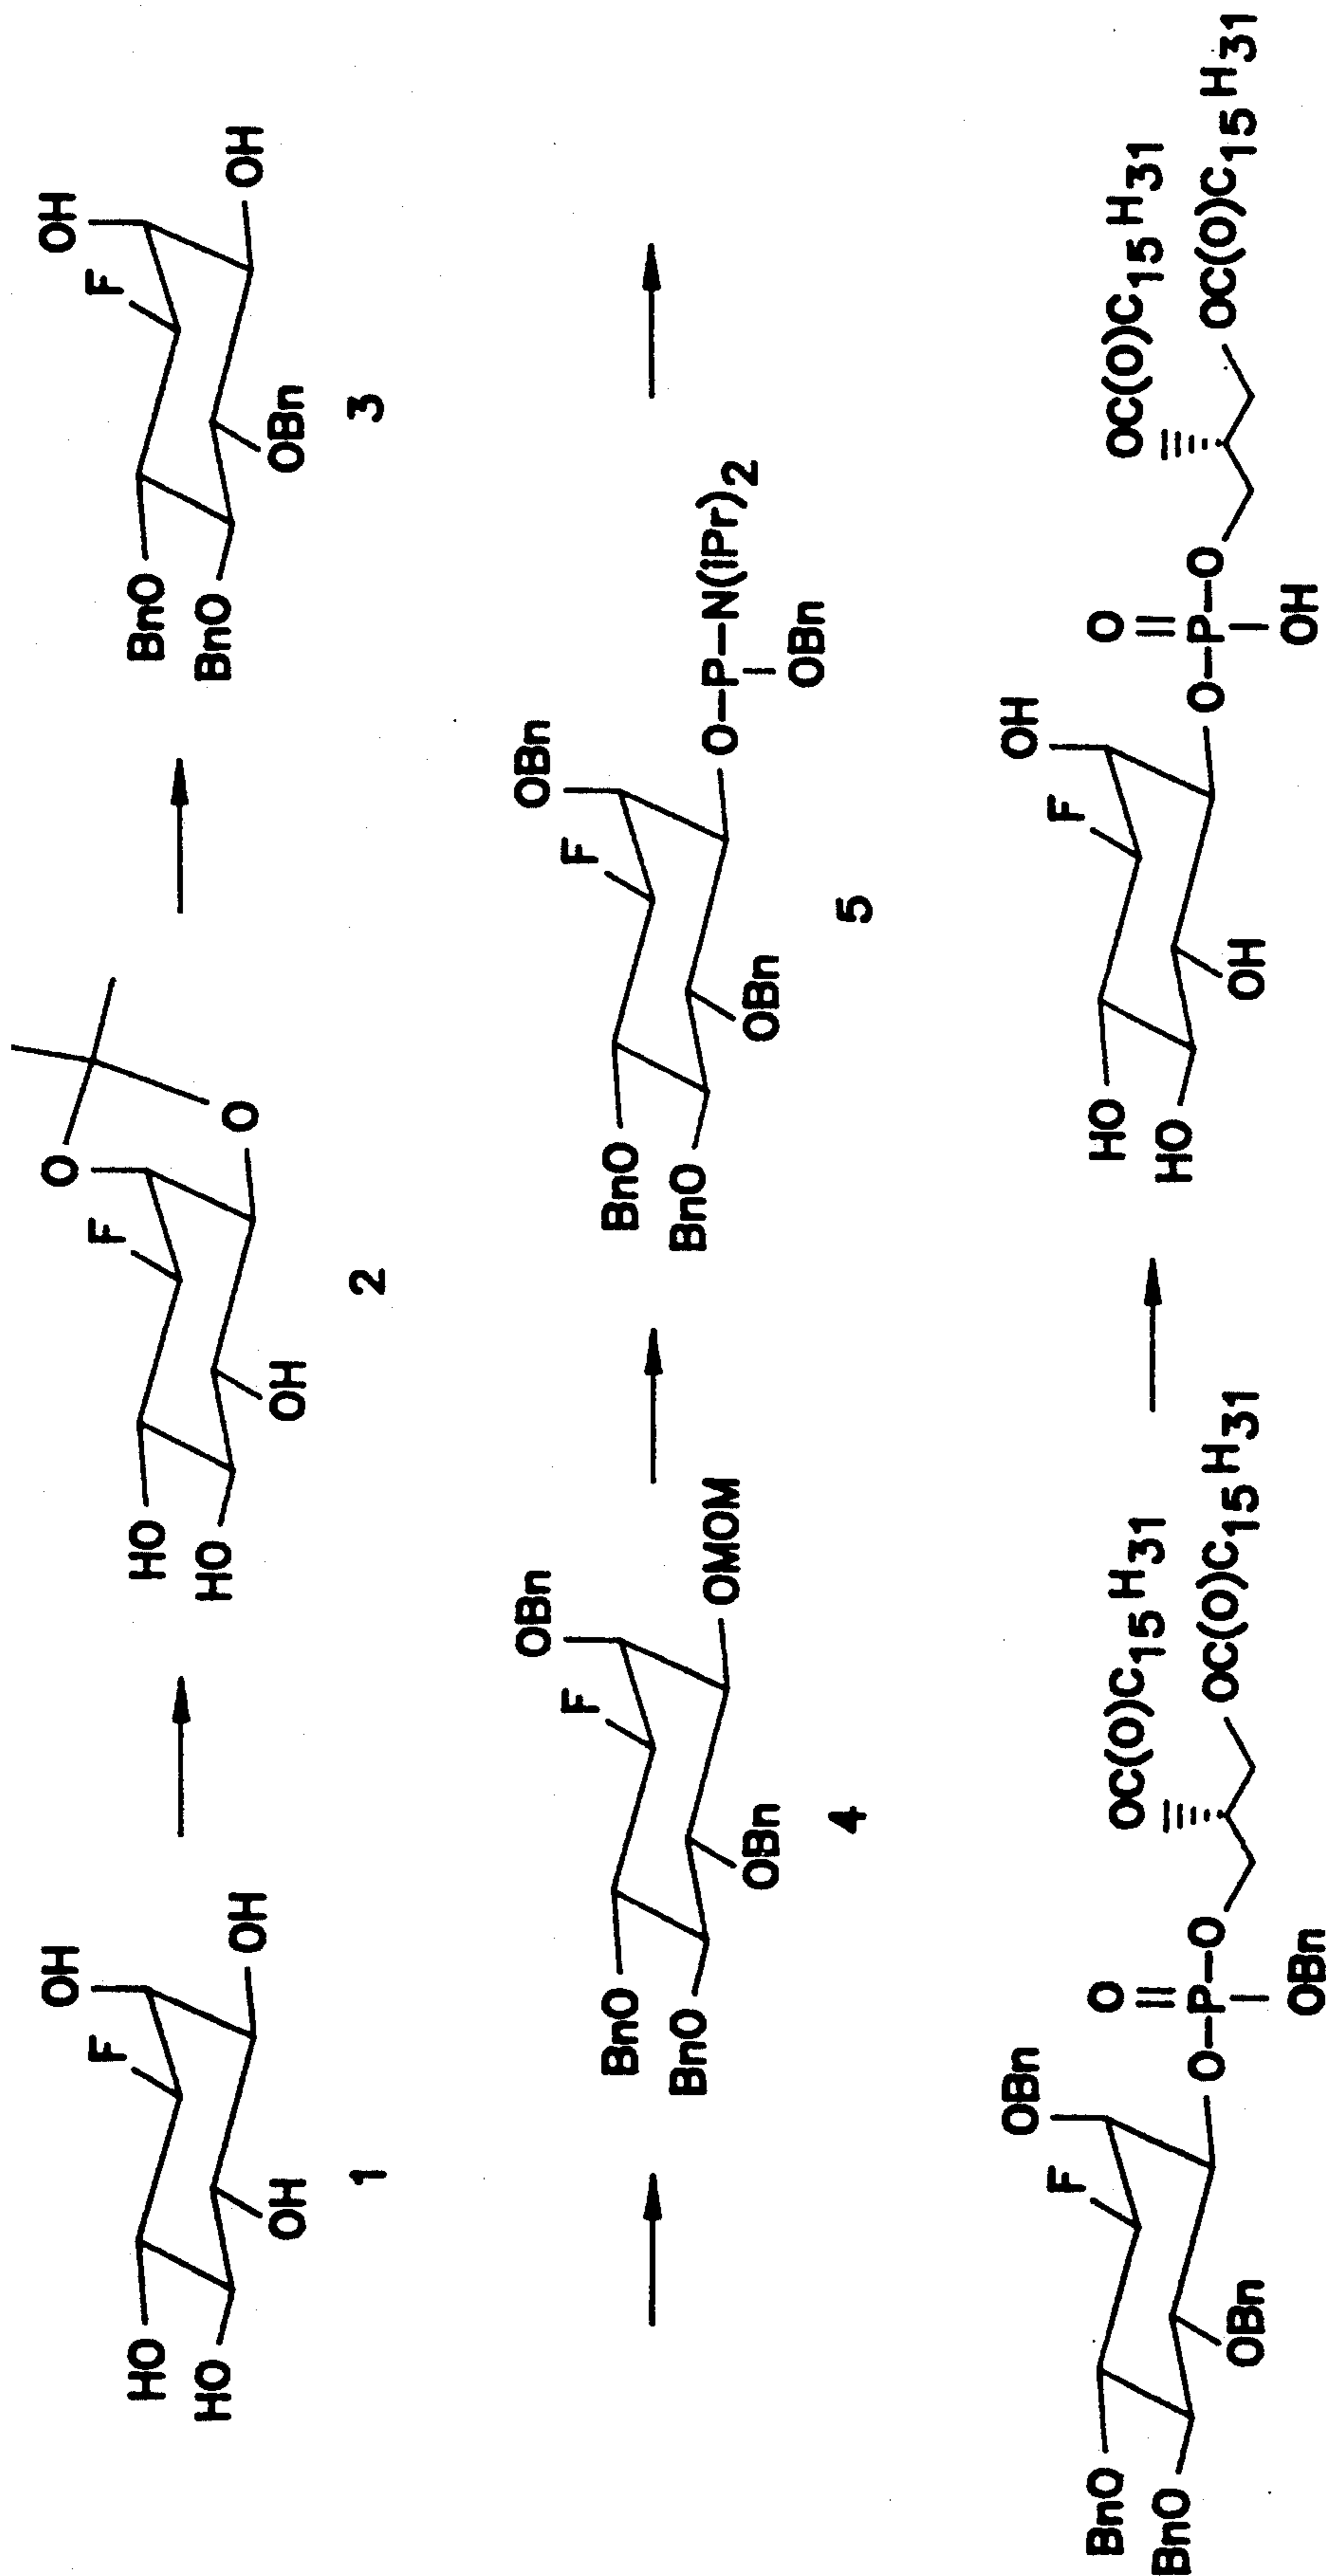 OH
F
HO
HO
OH
OH
1
O
F
HO
HO
OH
O
2
OH
F
BnO
BnO
OBn
OH
3
OBn
F
BnO
BnO
OBn
OMOM
4
OBn
F
BnO
BnO
OBn
O-P-N(iPr)2
OBn
5
OBn
F
BnO
BnO
OBn
O
O-P-O
OBn
OC(O)C15H31
OC(O)C15H31
OH
F
HO
HO
OH
O
O-P-O
OH
OC(O)C15H31
OC(O)C15H31